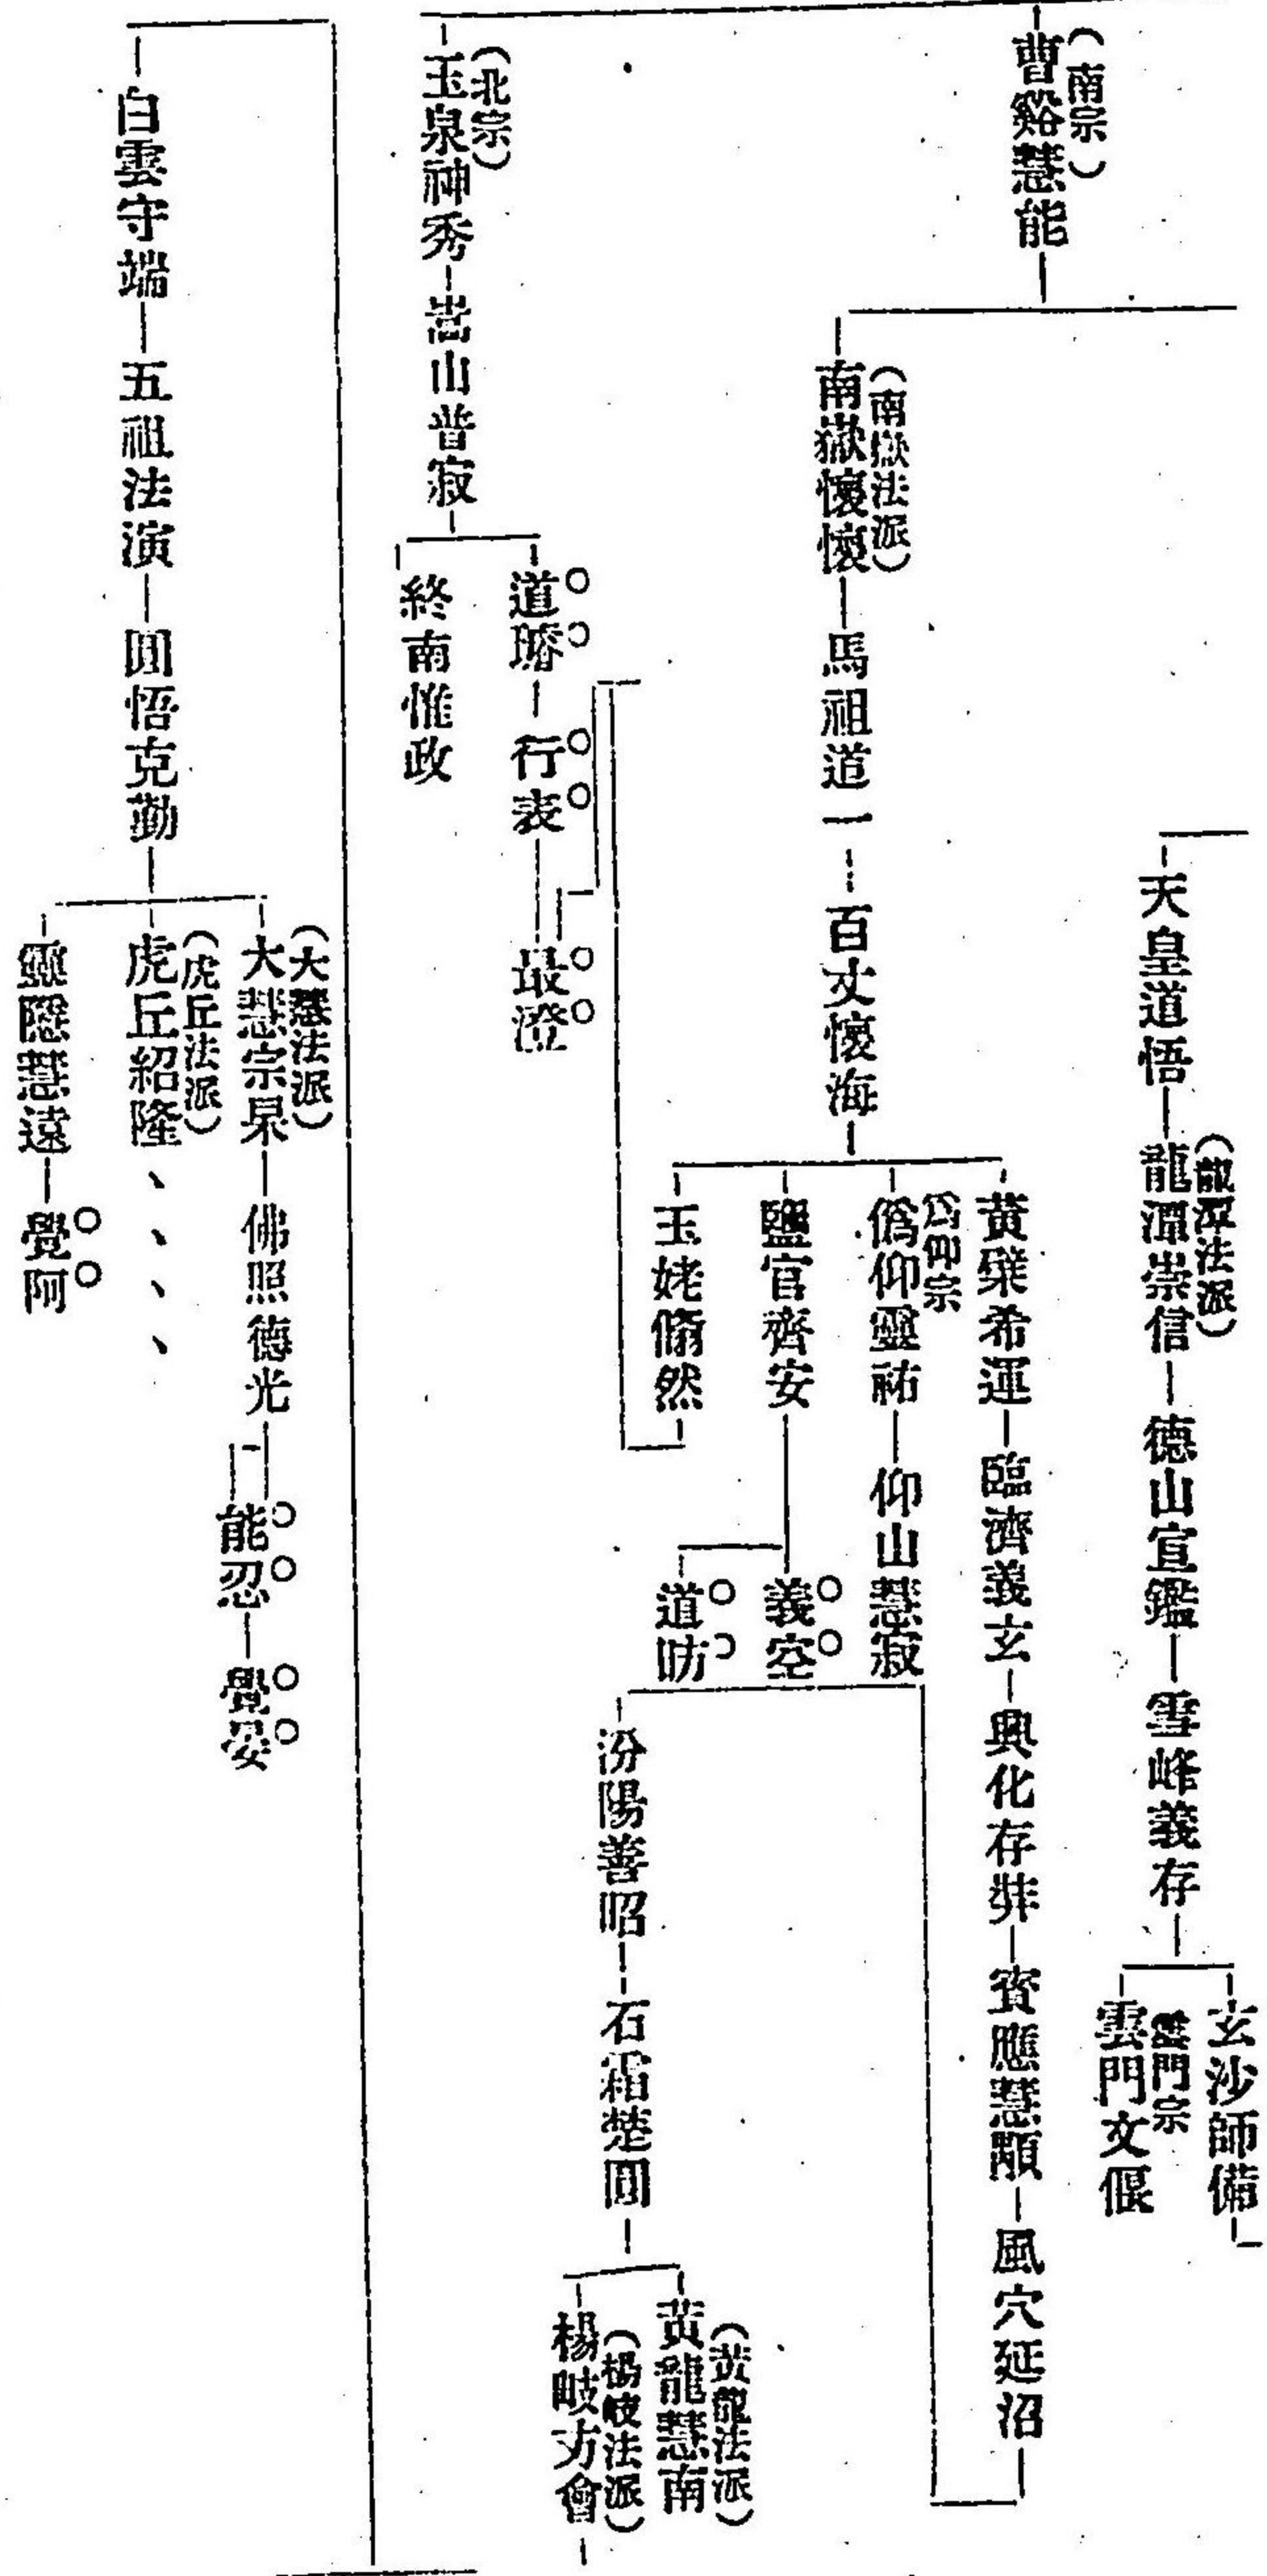 (南宗)
曹谿慧能
天皇道悟
(龍潭法派)
龍潭崇信
德山宣鑑
雪峰義存
玄沙師備
雲門宗
雲門文偃
(南嶽法派)
南嶽懷懷
馬祖道一
百丈懷海
黃檗希運
臨濟義玄
興化存弉
寶應慧顒
風穴延沼
爲仰宗
僞仰靈祐
仰山慧寂
鹽官齊安
義空
道昉
玉姥翛然
汾陽善昭
石霜楚圓
(黃龍法派)
黃龍慧南
(楊岐法派)
楊岐方會
(北宗)
玉泉神秀
嵩山普寂
道璿
行表
最澄
終南惟政
白雲守端
五祖法演
圓悟克勤
(大慧法派)
大慧宗杲
佛照德光
能忍
覺晏
(虎丘法派)
虎丘紹隆、、、、
靈隱慧遠
覺阿